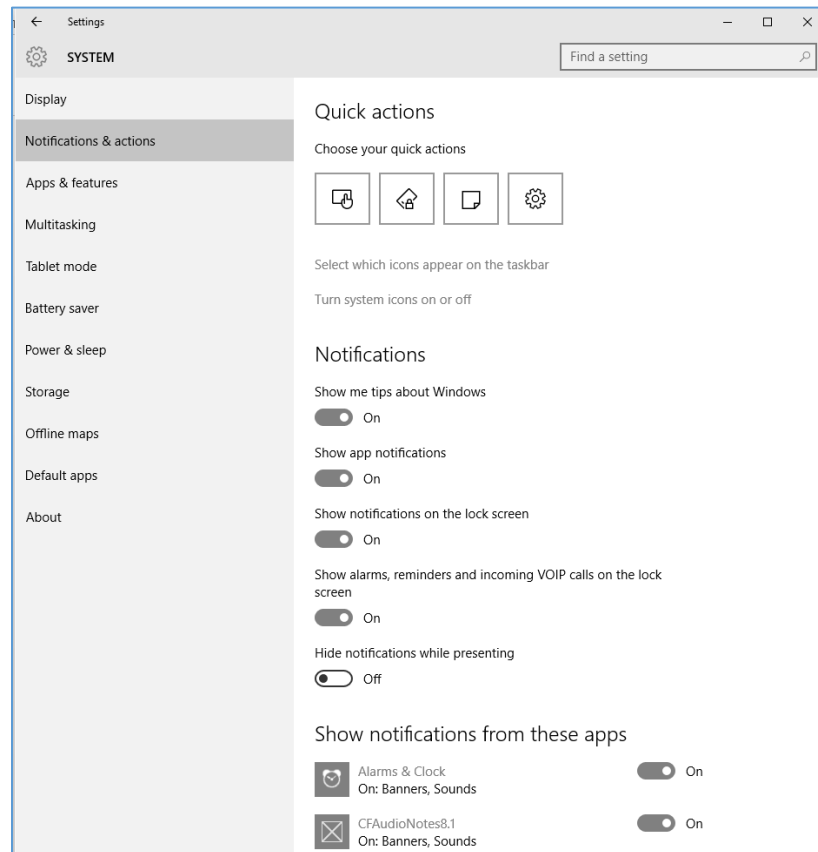 Settings
SYSTEM
Find a setting
Display
Notifications & actions
Apps & features
Multitasking
Tablet mode
Battery saver
Power & sleep
Storage
Offline maps
Default apps
About
Quick actions
Choose your quick actions
Select which icons appear on the taskbar
Turn system icons on or off
Notifications
Show me tips about Windows
On
Show app notifications
On
Show notifications on the lock screen
On
Show alarms, reminders and incoming VOIP calls on the lock
screen
On
Hide notifications while presenting
Off
Show notifications from these apps
Alarms & Clock
On: Banners, Sounds
On
CFAudioNotes8.1
On: Banners, Sounds
On